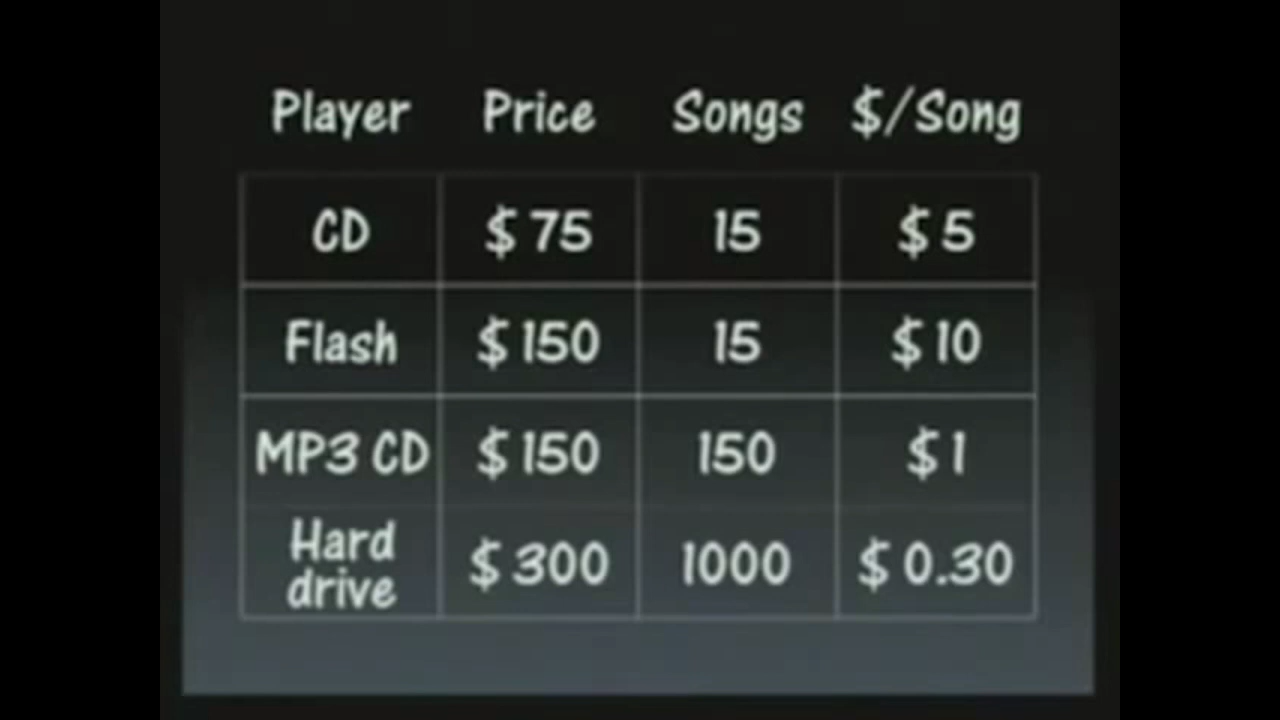 Player Price Songs $/Song
CD $ 75 15 $ 5
Flash $ 150 15 $ 10
MP3 CD $ 150 150 $ 1
Hard
drive $ 300 1000 $ 0.30